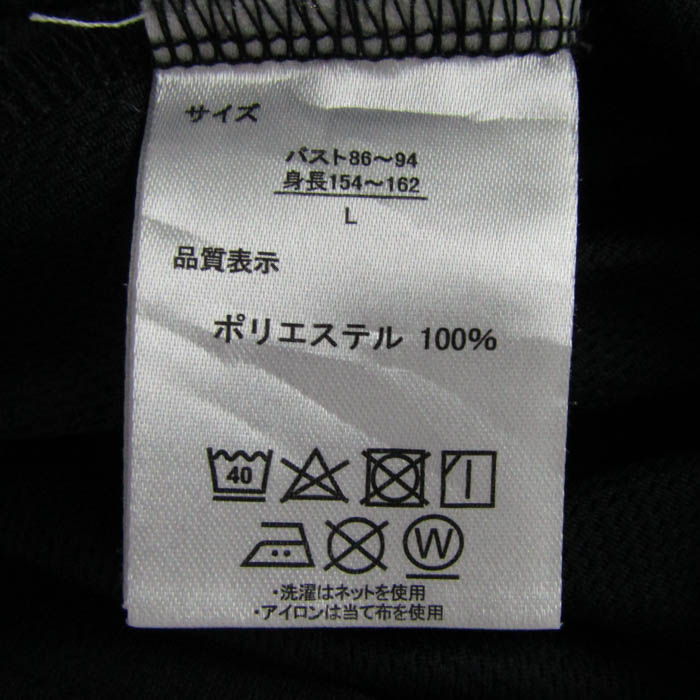 サイズ
バスト86～94
身長154～162
L
品質表示
ポリエステル 100%
40
W
・洗濯はネットを使用
・アイロンは当て布を使用